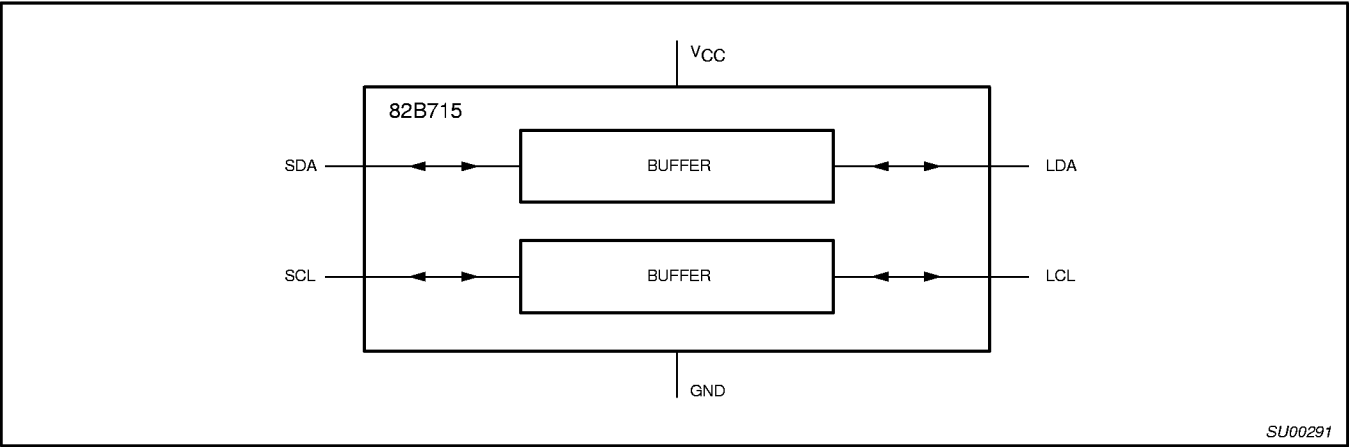 VCC
82B715
SDA BUFFER LDA
SCL BUFFER LCL
GND
SU00291